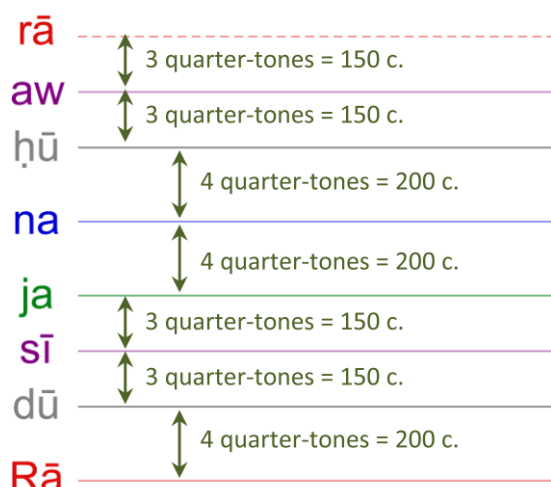 rā
3 quarter-tones = 150 c.
aw
3 quarter-tones = 150 c.
ḥū
4 quarter-tones = 200 c.
na
4 quarter-tones = 200 c.
ja
3 quarter-tones = 150 c.
sī
3 quarter-tones = 150 c.
dū
4 quarter-tones = 200 c.
Rā